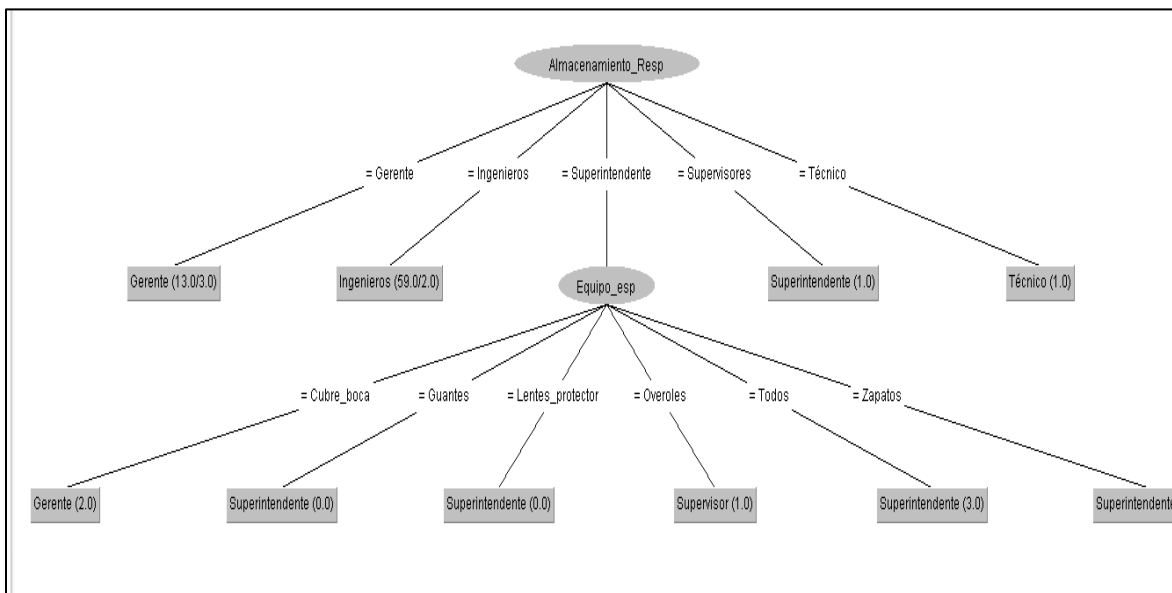 Almacenamiento_Resp
= Gerente
= Ingenieros
= Superintendente
= Supervisores
= Técnico
Gerente (13.0/3.0)
Ingenieros (59.0/2.0)
Equipo_esp
Superintendente (1.0)
Técnico (1.0)
= Cubre_boca
= Guantes
= Lentes_protector
= Overoles
= Todos
= Zapatos
Gerente (2.0)
Superintendente (0.0)
Superintendente (0.0)
Supervisor (1.0)
Superintendente (3.0)
Superintendente